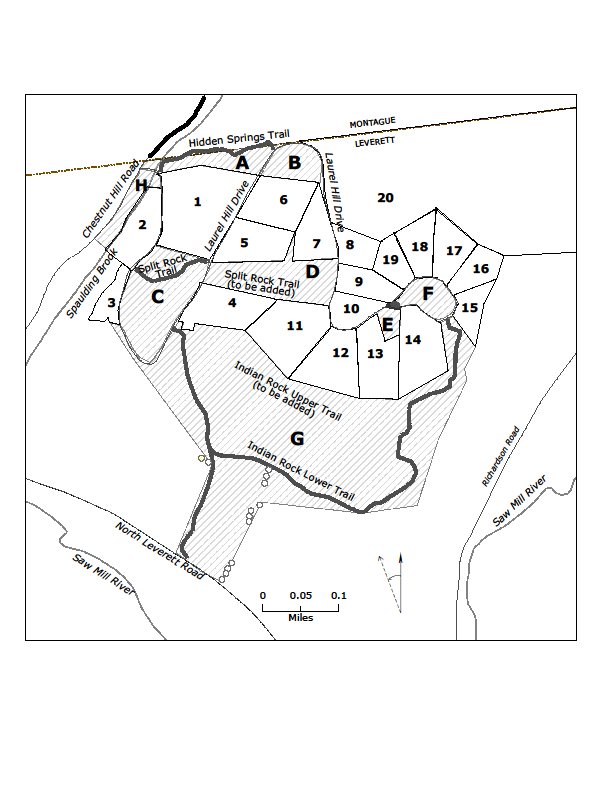 MONTAGUE
Hidden Springs Trail
LEVERETT
A
B
Laurel Hill Drive
Chestnut Hill Road
H
1
6
20
2
Laurel Hill Drive
5
7
8
19
18
17
16
Split Rock
Trail
Spaulding Brook
C
Split Rock Trail
(to be added)
D
9
F
3
4
10
15
11
E
12
13
14
Indian Rock Upper Trail
(to be added)
G
Indian Rock Lower Trail
Richardson Road
Saw Mill River
North Leverett Road
Saw Mill River
0 0.05 0.1
Miles